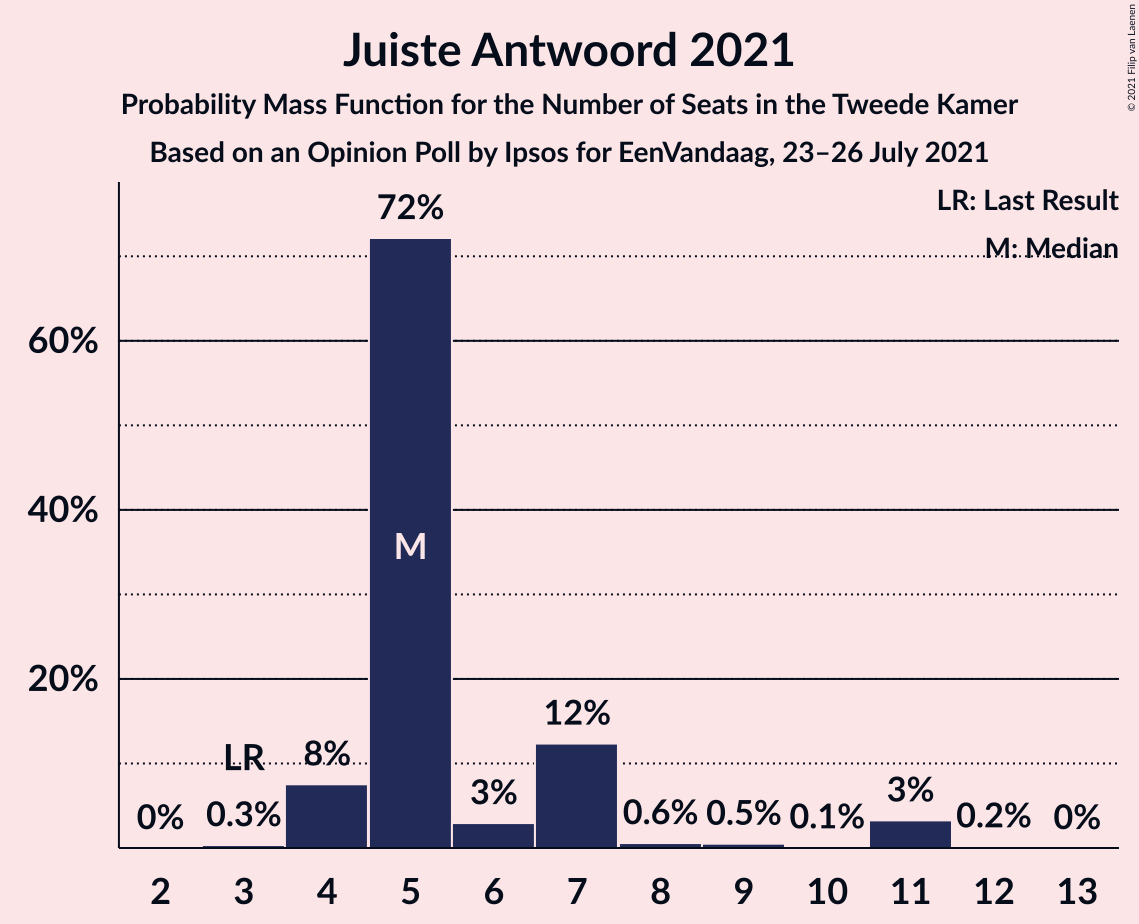 Juiste Antwoord 2021
Probability Mass Function for the Number of Seats in the Tweede Kamer
Based on an Opinion Poll by Ipsos for EenVandaag, 23–26 July 2021
© 2021 Filip van Laenen
LR: Last Result
M: Median
60%
40%
20%
0%
LR
0.3%
8%
72%
M
3%
12%
0.6%
0.5%
0.1%
3%
0.2%
0%
2 3 4 5 6 7 8 9 10 11 12 13